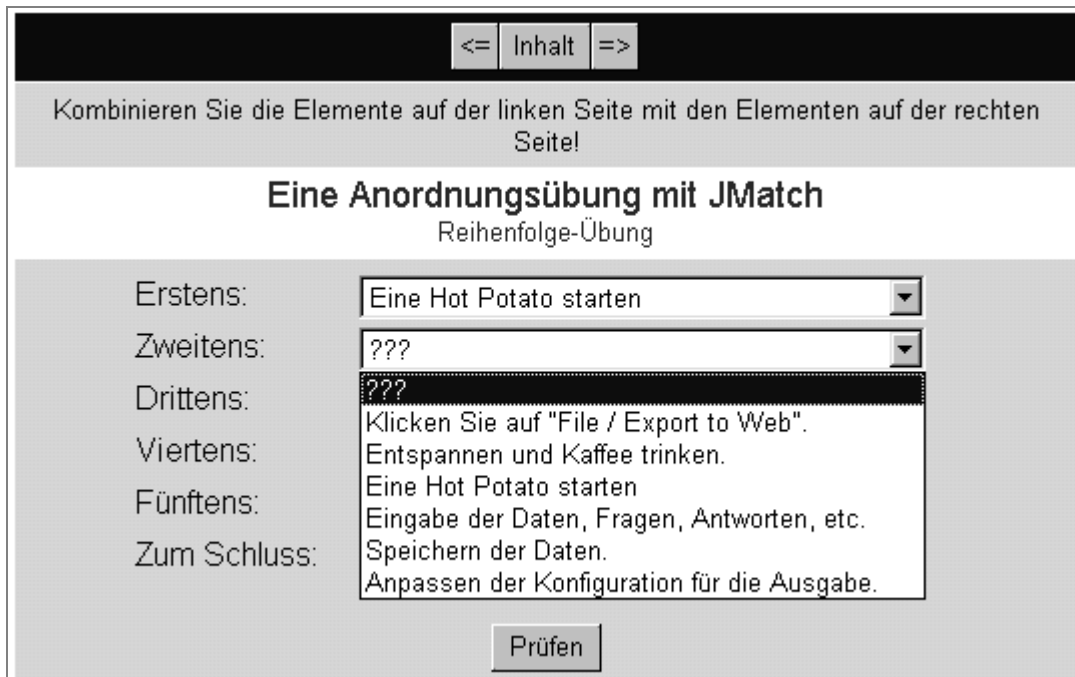 <= Inhalt =>
Kombinieren Sie die Elemente auf der linken Seite mit den Elementen auf der rechten
Seite!
Eine Anordnungsübung mit JMatch
Reihenfolge-Übung
Erstens: Eine Hot Potato starten
Zweitens: ???
???
Drittens:
Klicken Sie auf "File / Export to Web".
Viertens:
Entspannen und Kaffee trinken.
Eine Hot Potato starten
Fünftens:
Eingabe der Daten, Fragen, Antworten, etc.
Zum Schluss:
Speichern der Daten.
Anpassen der Konfiguration für die Ausgabe.
Prüfen